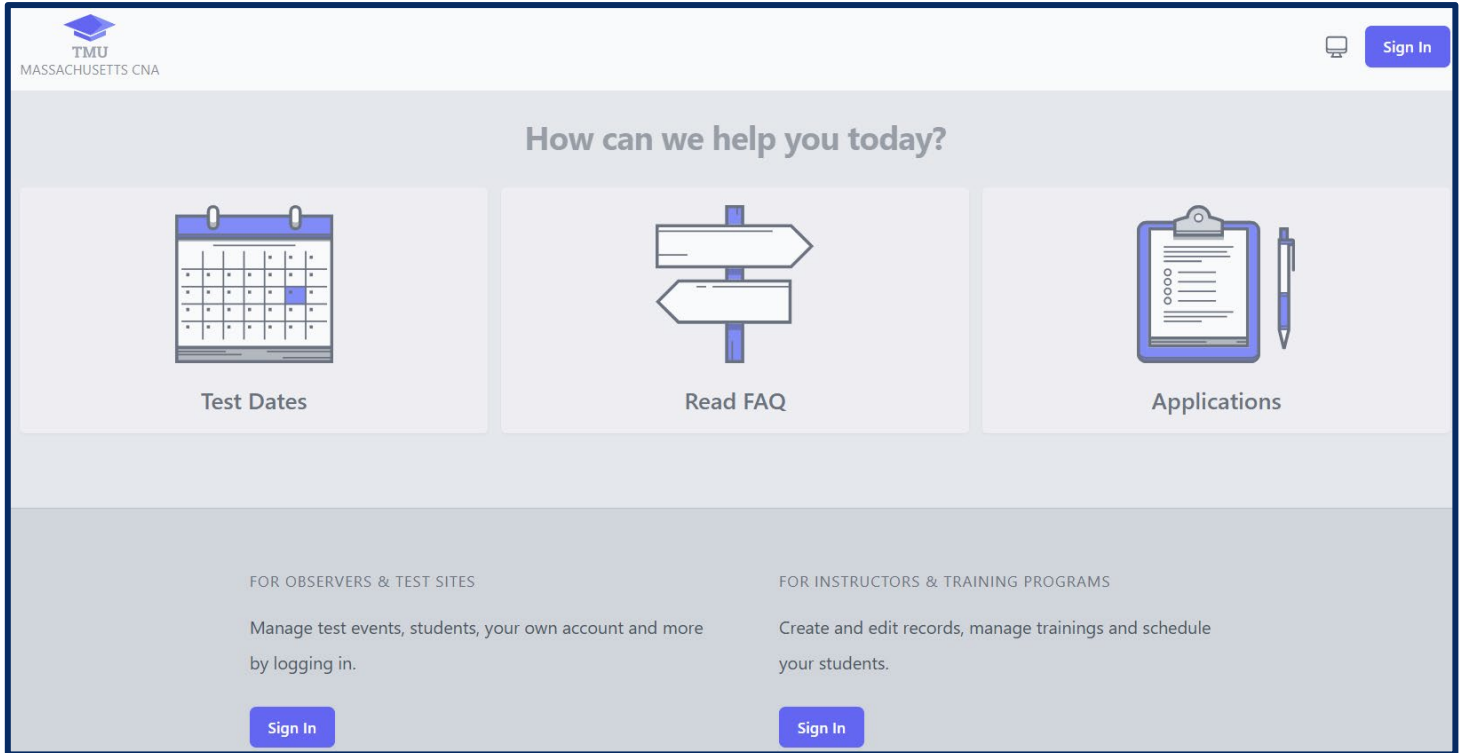 TMU
MASSACHUSETTS CNA
Sign In
How can we help you today?
Test Dates
Read FAQ
Applications
FOR OBSERVERS & TEST SITES
Manage test events, students, your own account and more
by logging in.
Sign In
FOR INSTRUCTORS & TRAINING PROGRAMS
Create and edit records, manage trainings and schedule
your students.
Sign In